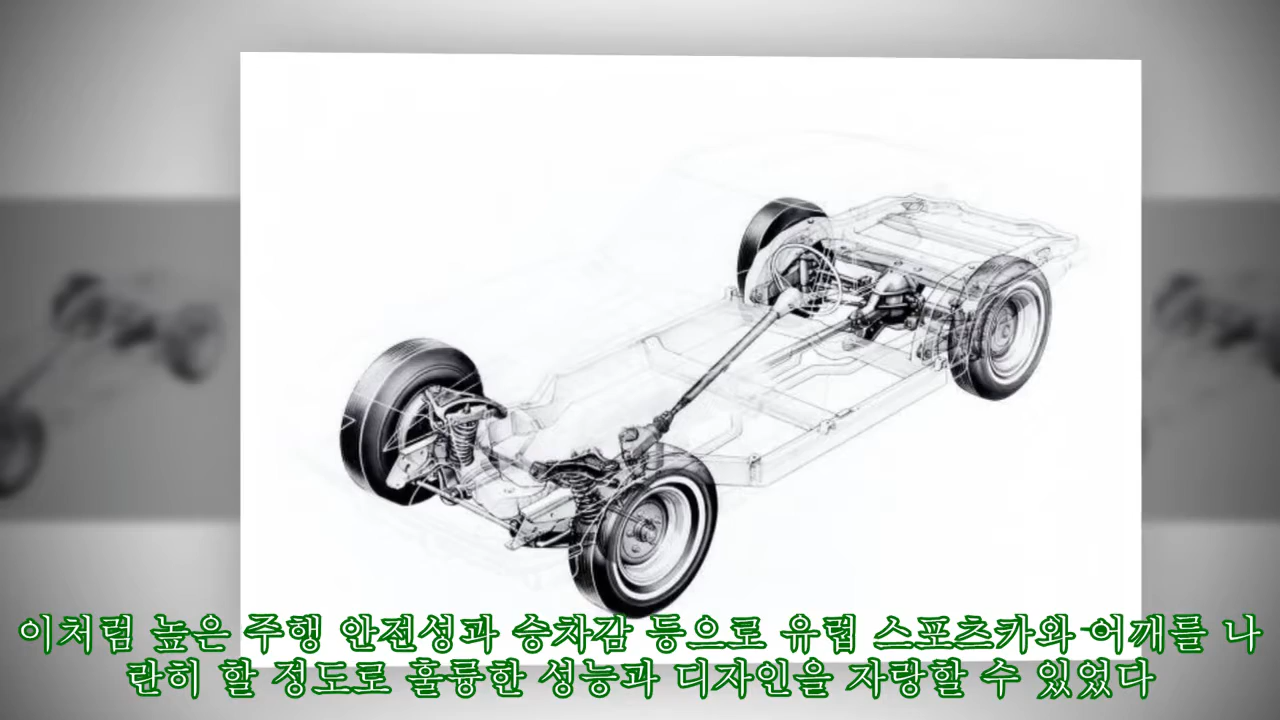 이처럼 높은 주행 안전성과 승차감 등으로 유럽 스포츠카와 어깨를 나
란히 할 정도로 훌륭한 성능과 디자인을 자랑할 수 있었다